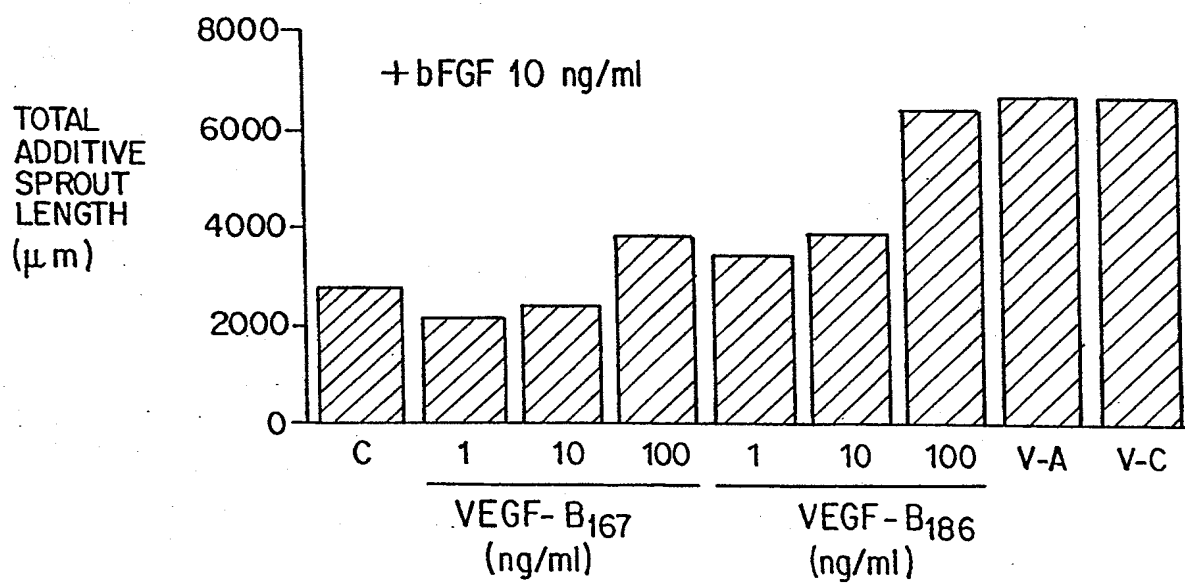 8000
+ bFGF 10 ng/ml
TOTAL
ADDITIVE
SPROUT
LENGTH
(μm)
6000
4000
2000
0
C 1 10 100 1 10 100 V-A V-C
VEGF-B167 VEGF-B186
(ng/ml) (ng/ml)